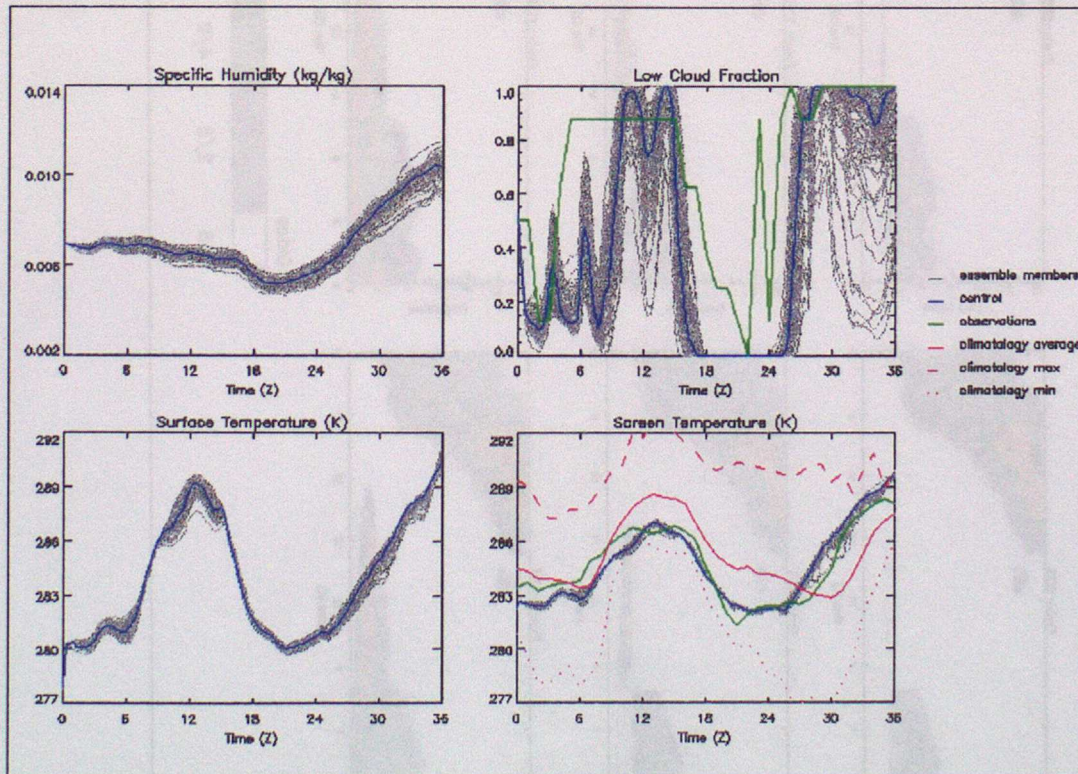 Specific Humidity (kg/kg)
0.014
0.010
0.006
0.002
0 6 12 18 24 30 36
Time (Z)
Low Cloud Fraction
1.0
0.8
0.6
0.4
0.2
0.0
0 6 12 18 24 30 36
Time (Z)
ensemble members
control
observations
climatology average
climatology max
climatology min
Surface Temperature (K)
292
289
286
283
280
277
0 6 12 18 24 30 36
Time (Z)
Screen Temperature (K)
292
289
286
283
280
277
0 6 12 18 24 30 36
Time (Z)